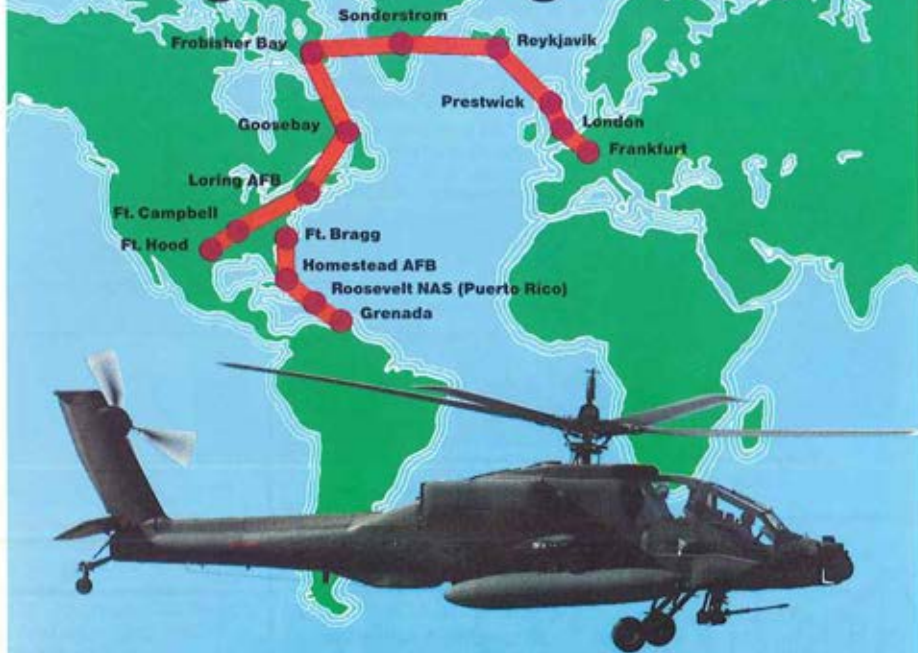 Sonderstrom
Frobisher Bay
Reykjavik
Prestwick
London
Goosebay
Frankfurt
Loring AFB
Ft. Campbell
Ft. Bragg
Ft. Hood
Homestead AFB
Roosevelt NAS (Puerto Rico)
Grenada